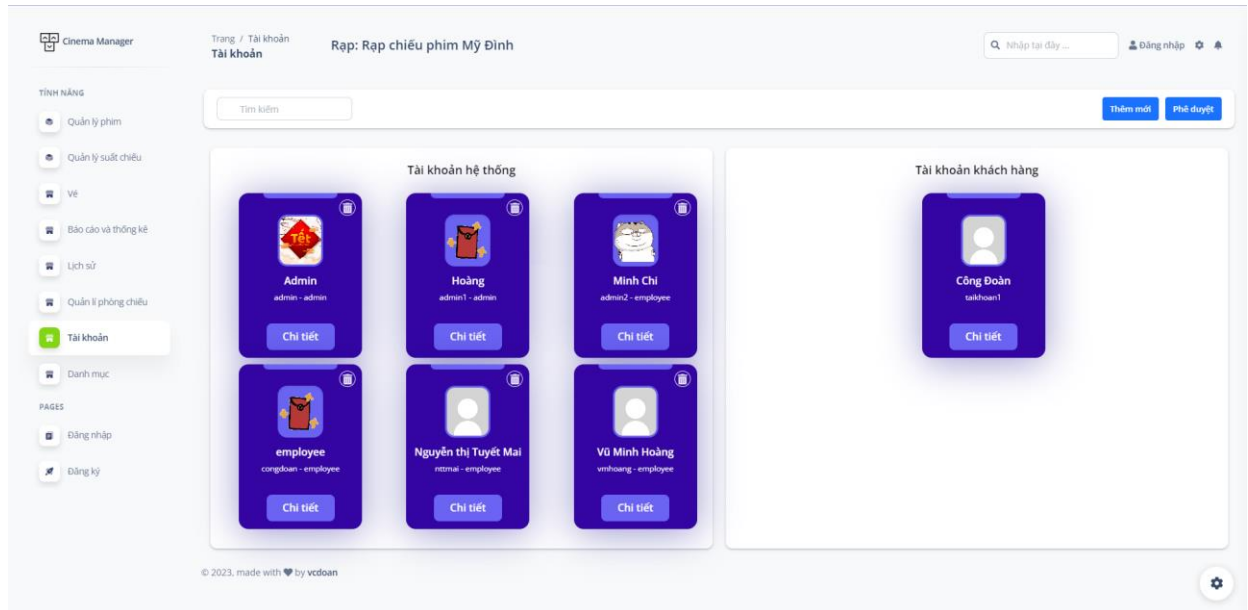 Cinema Manager
Trang / Tài khoản
Tài khoản
Rạp: Rạp chiếu phim Mỹ Đình
Nhập tại đây ...
Đăng nhập
TÍNH NĂNG
Quản lý phim
Quản lý suất chiếu
Vé
Báo cáo và thống kê
Lịch sử
Quản lí phòng chiếu
Tài khoản
Danh mục
PAGES
Đăng nhập
Đăng ký
Tìm kiếm
Thêm mới
Phê duyệt
Tài khoản hệ thống
Tết
Admin
admin - admin
Chi tiết
Hoàng
admin1 - admin
Chi tiết
Minh Chi
admin2 - employee
Chi tiết
employee
congdoan - employee
Chi tiết
Nguyễn thị Tuyết Mai
nttmai - employee
Chi tiết
Vũ Minh Hoàng
vmhoang - employee
Chi tiết
Tài khoản khách hàng
Công Đoàn
taikhoan1
Chi tiết
© 2023, made with ♥ by vcdoan